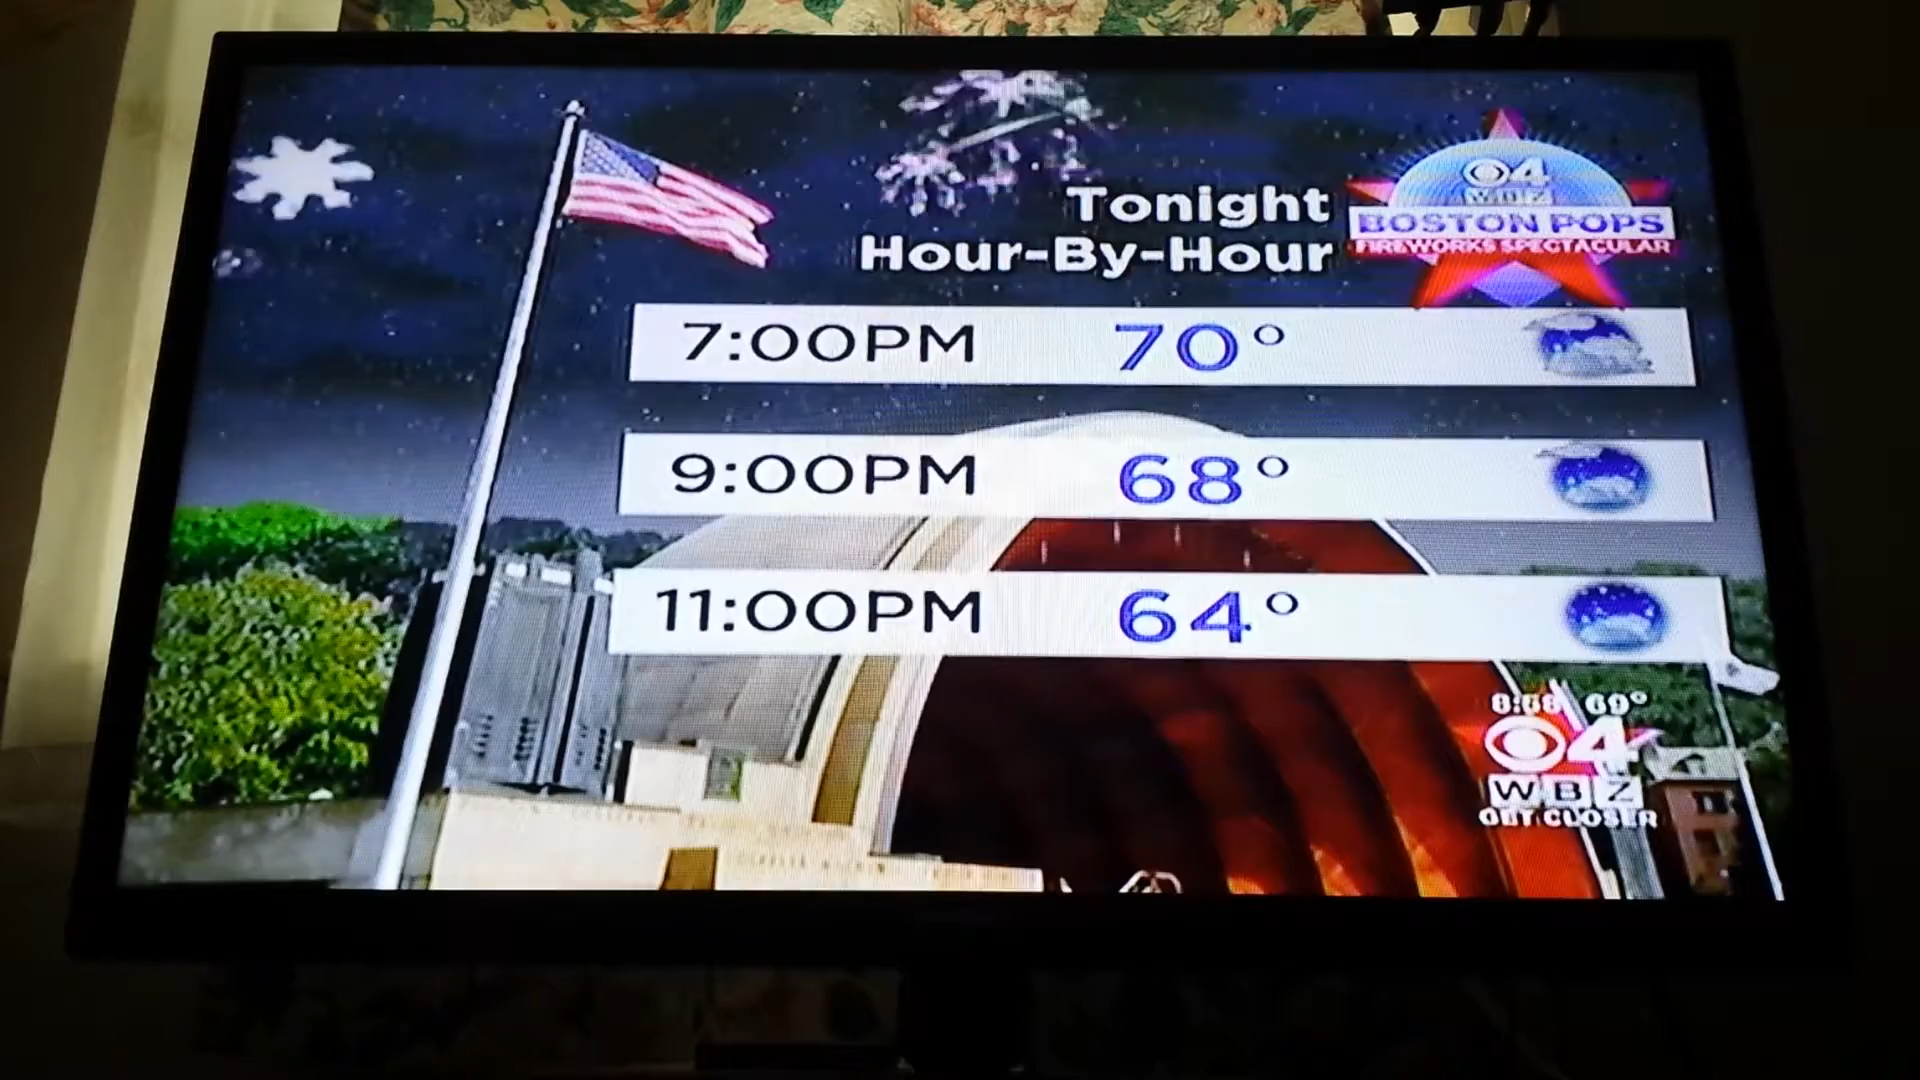 Tonight
Hour-By-Hour
4
WBZ
BOSTON POPS
FIREWORKS SPECTACULAR
7:00PM 70°
9:00PM 68°
11:00PM 64°
69°
4
WBZ
GET CLOSER